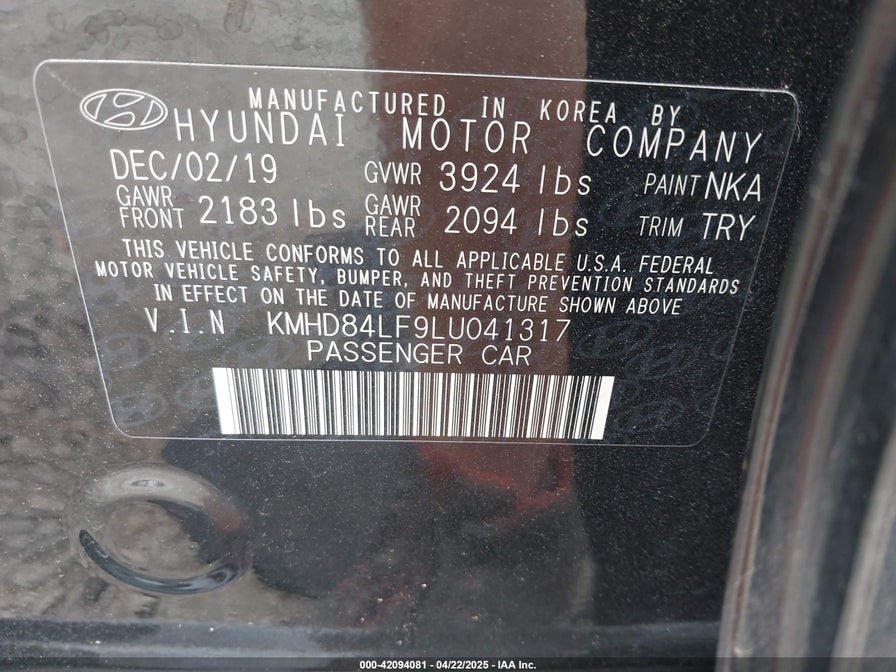 MANUFACTURED IN KOREA BY
HYUNDAI MOTOR COMPANY
DEC/02/19 GVWR 3924 lbs PAINT NKA
GAWR FRONT 2183 lbs GAWR REAR 2094 lbs TRIM TRY
THIS VEHICLE CONFORMS TO ALL APPLICABLE U.S.A. FEDERAL
MOTOR VEHICLE SAFETY, BUMPER, AND THEFT PREVENTION STANDARDS
IN EFFECT ON THE DATE OF MANUFACTURE SHOWN ABOVE
V.I.N KMHD84LF9LU041317
PASSENGER CAR
000-42094081 - 04/22/2025 - IAA Inc.